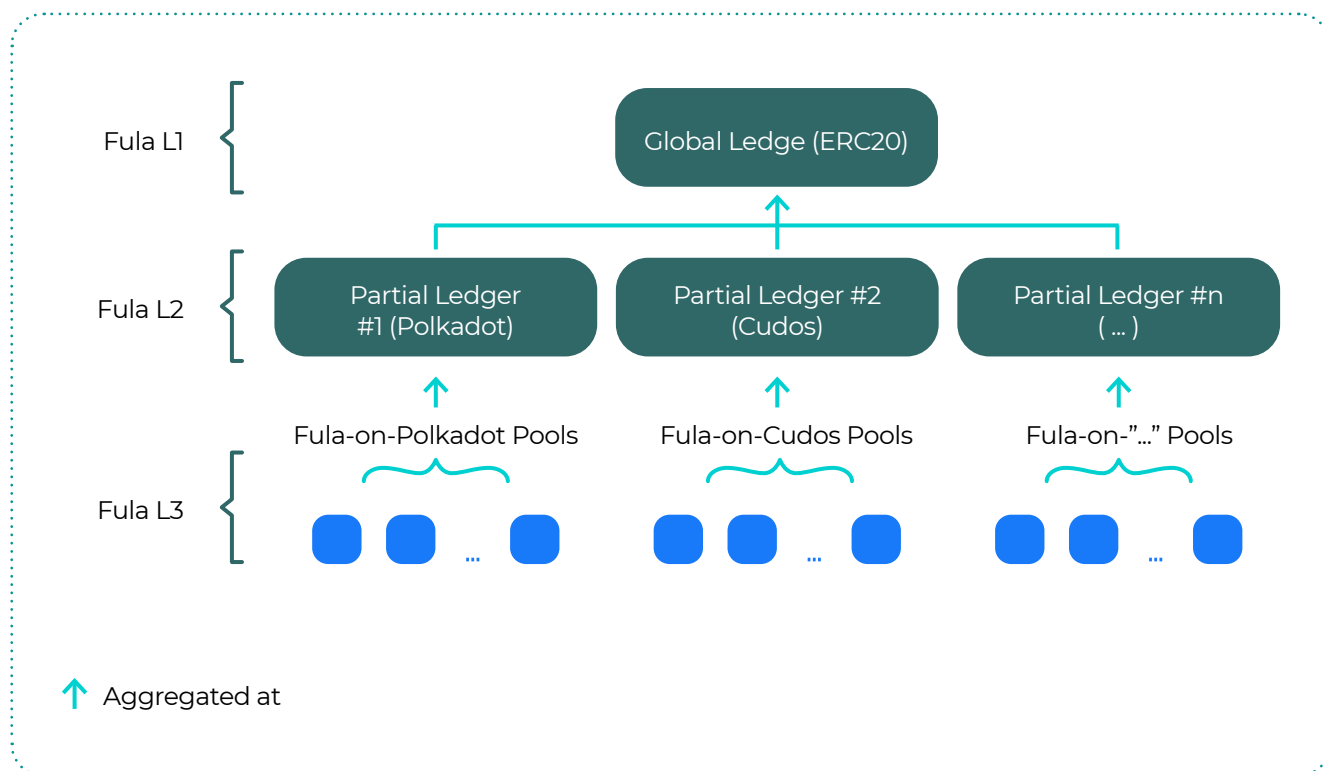 Fula L1
Global Ledge (ERC20)
Fula L2
Partial Ledger
#1 (Polkadot)
Partial Ledger #2
(Cudos)
Partial Ledger #n
( ... )
Fula-on-Polkadot Pools
Fula-on-Cudos Pools
Fula-on-”...” Pools
Fula L3
...
...
...
Aggregated at